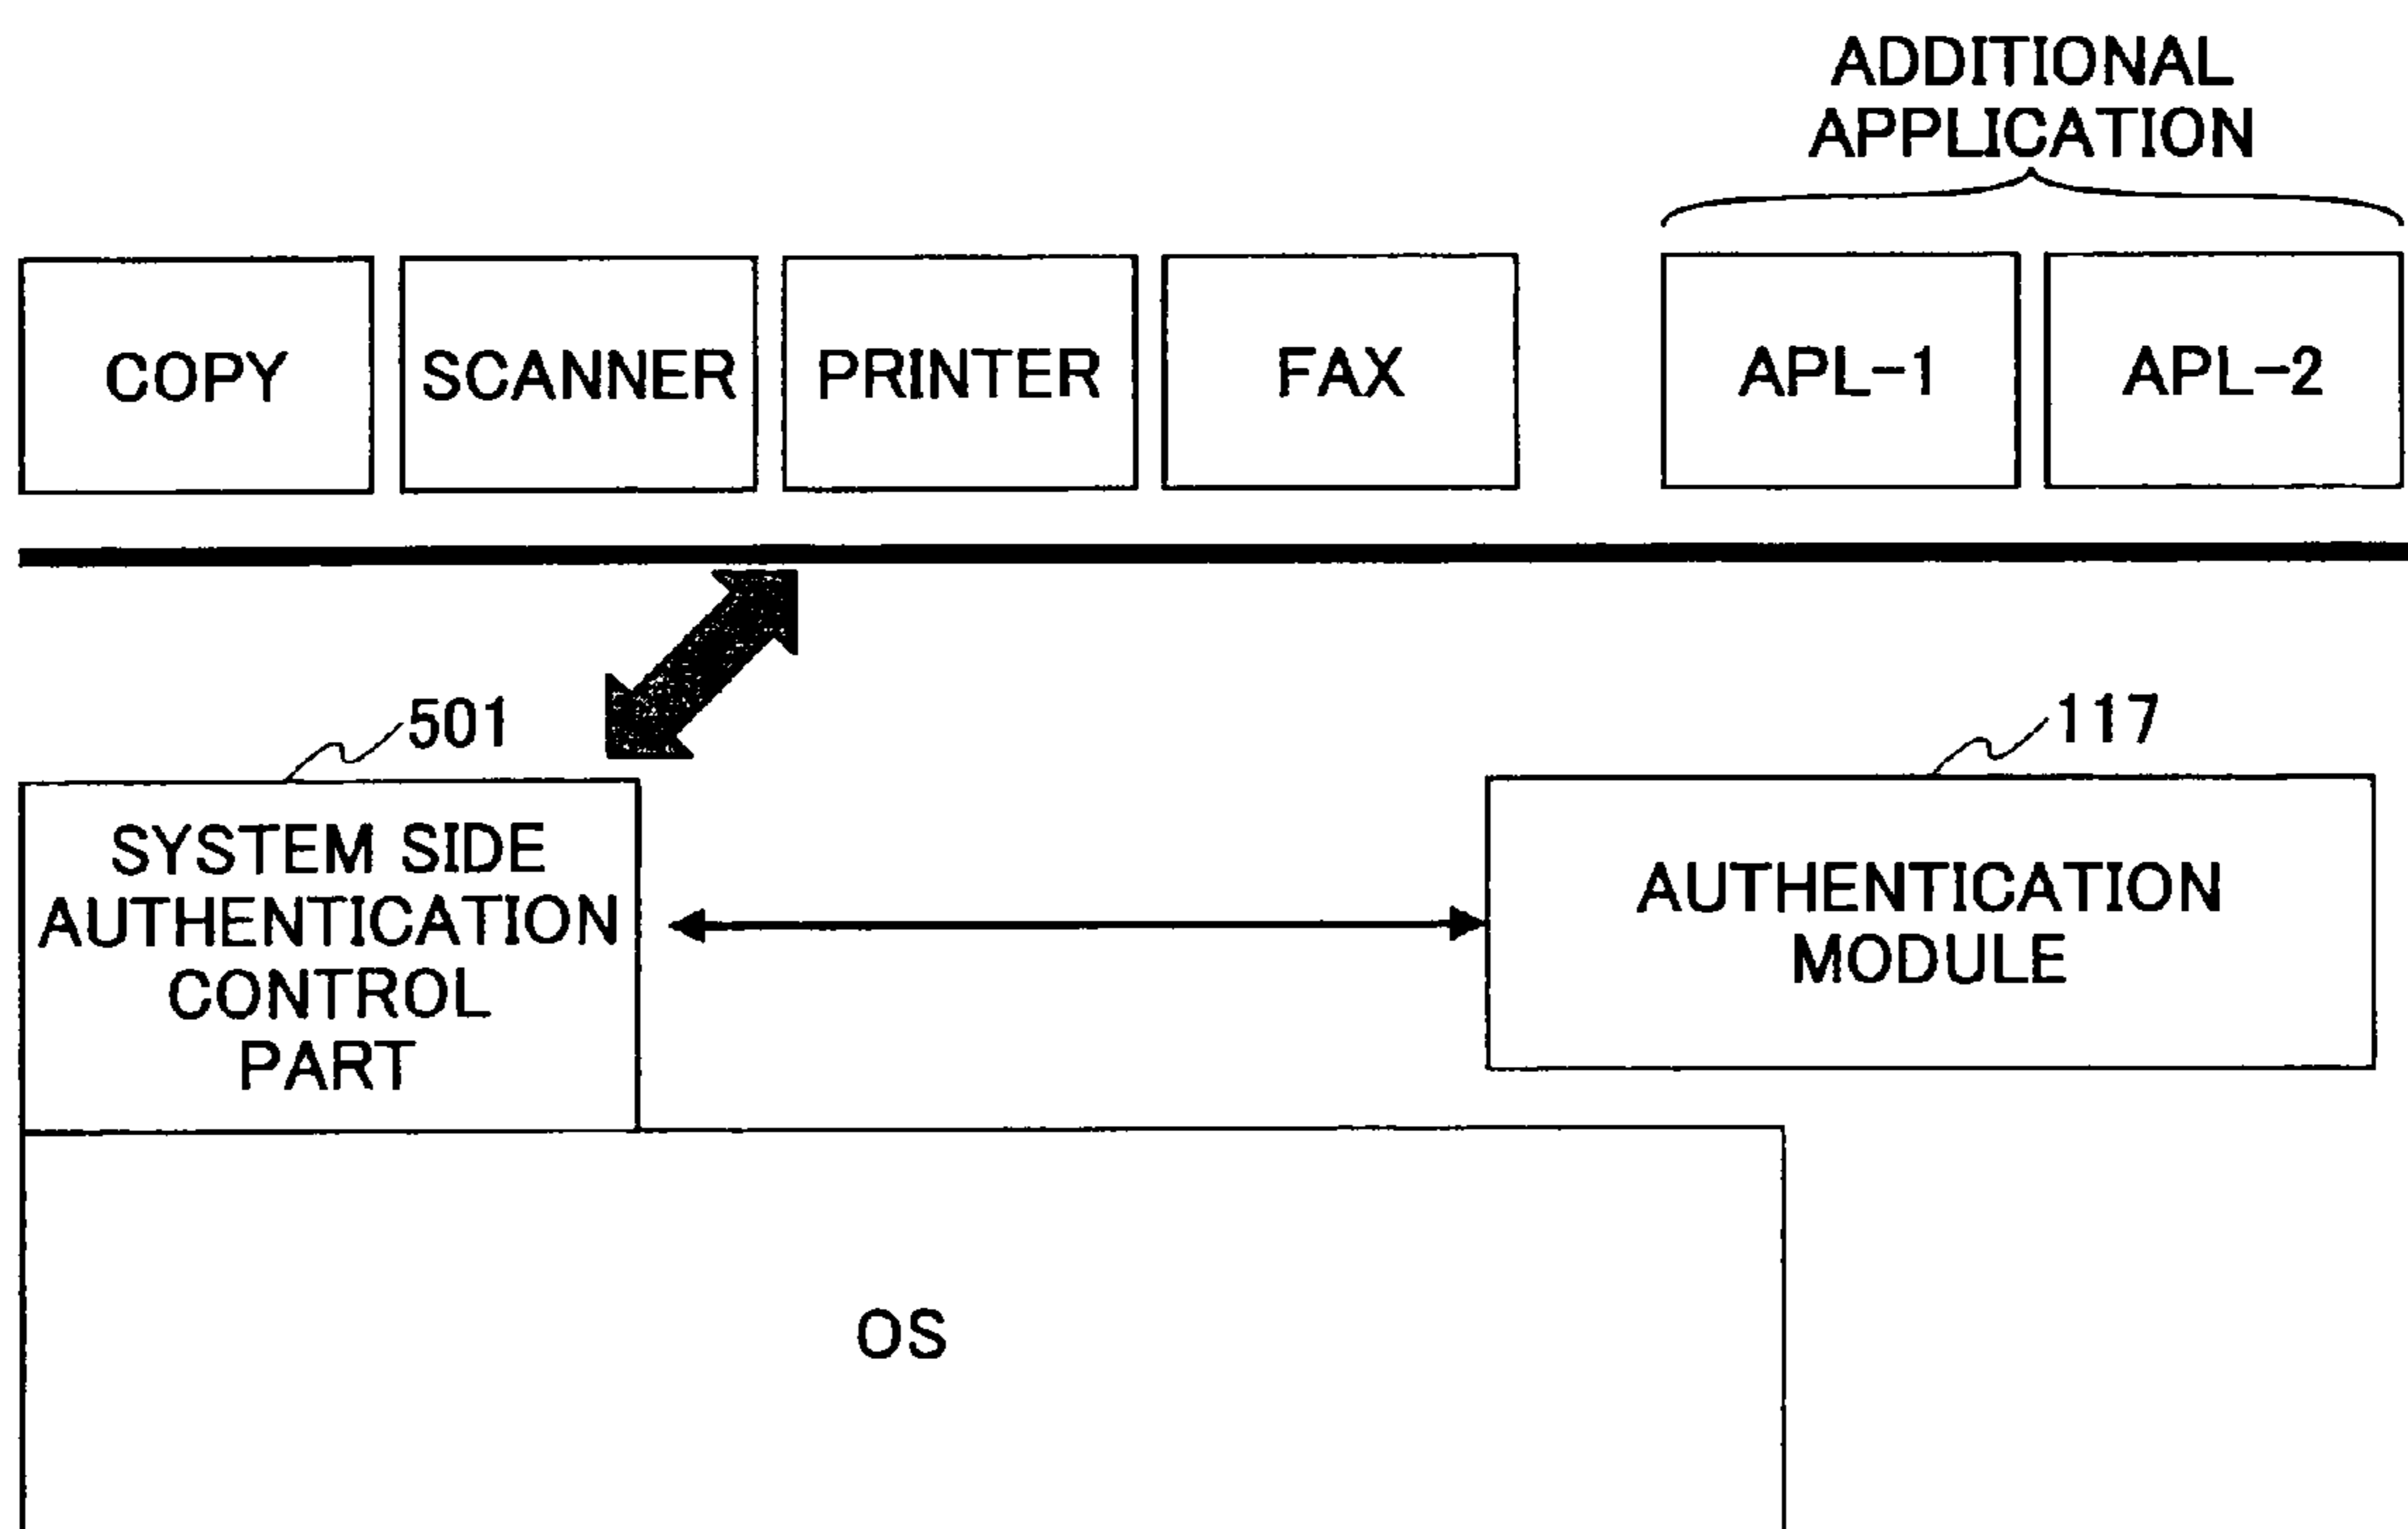 ADDITIONAL
APPLICATION
COPY
SCANNER
PRINTER
FAX
APL-1
APL-2
501
117
SYSTEM SIDE
AUTHENTICATION
CONTROL
PART
AUTHENTICATION
MODULE
OS